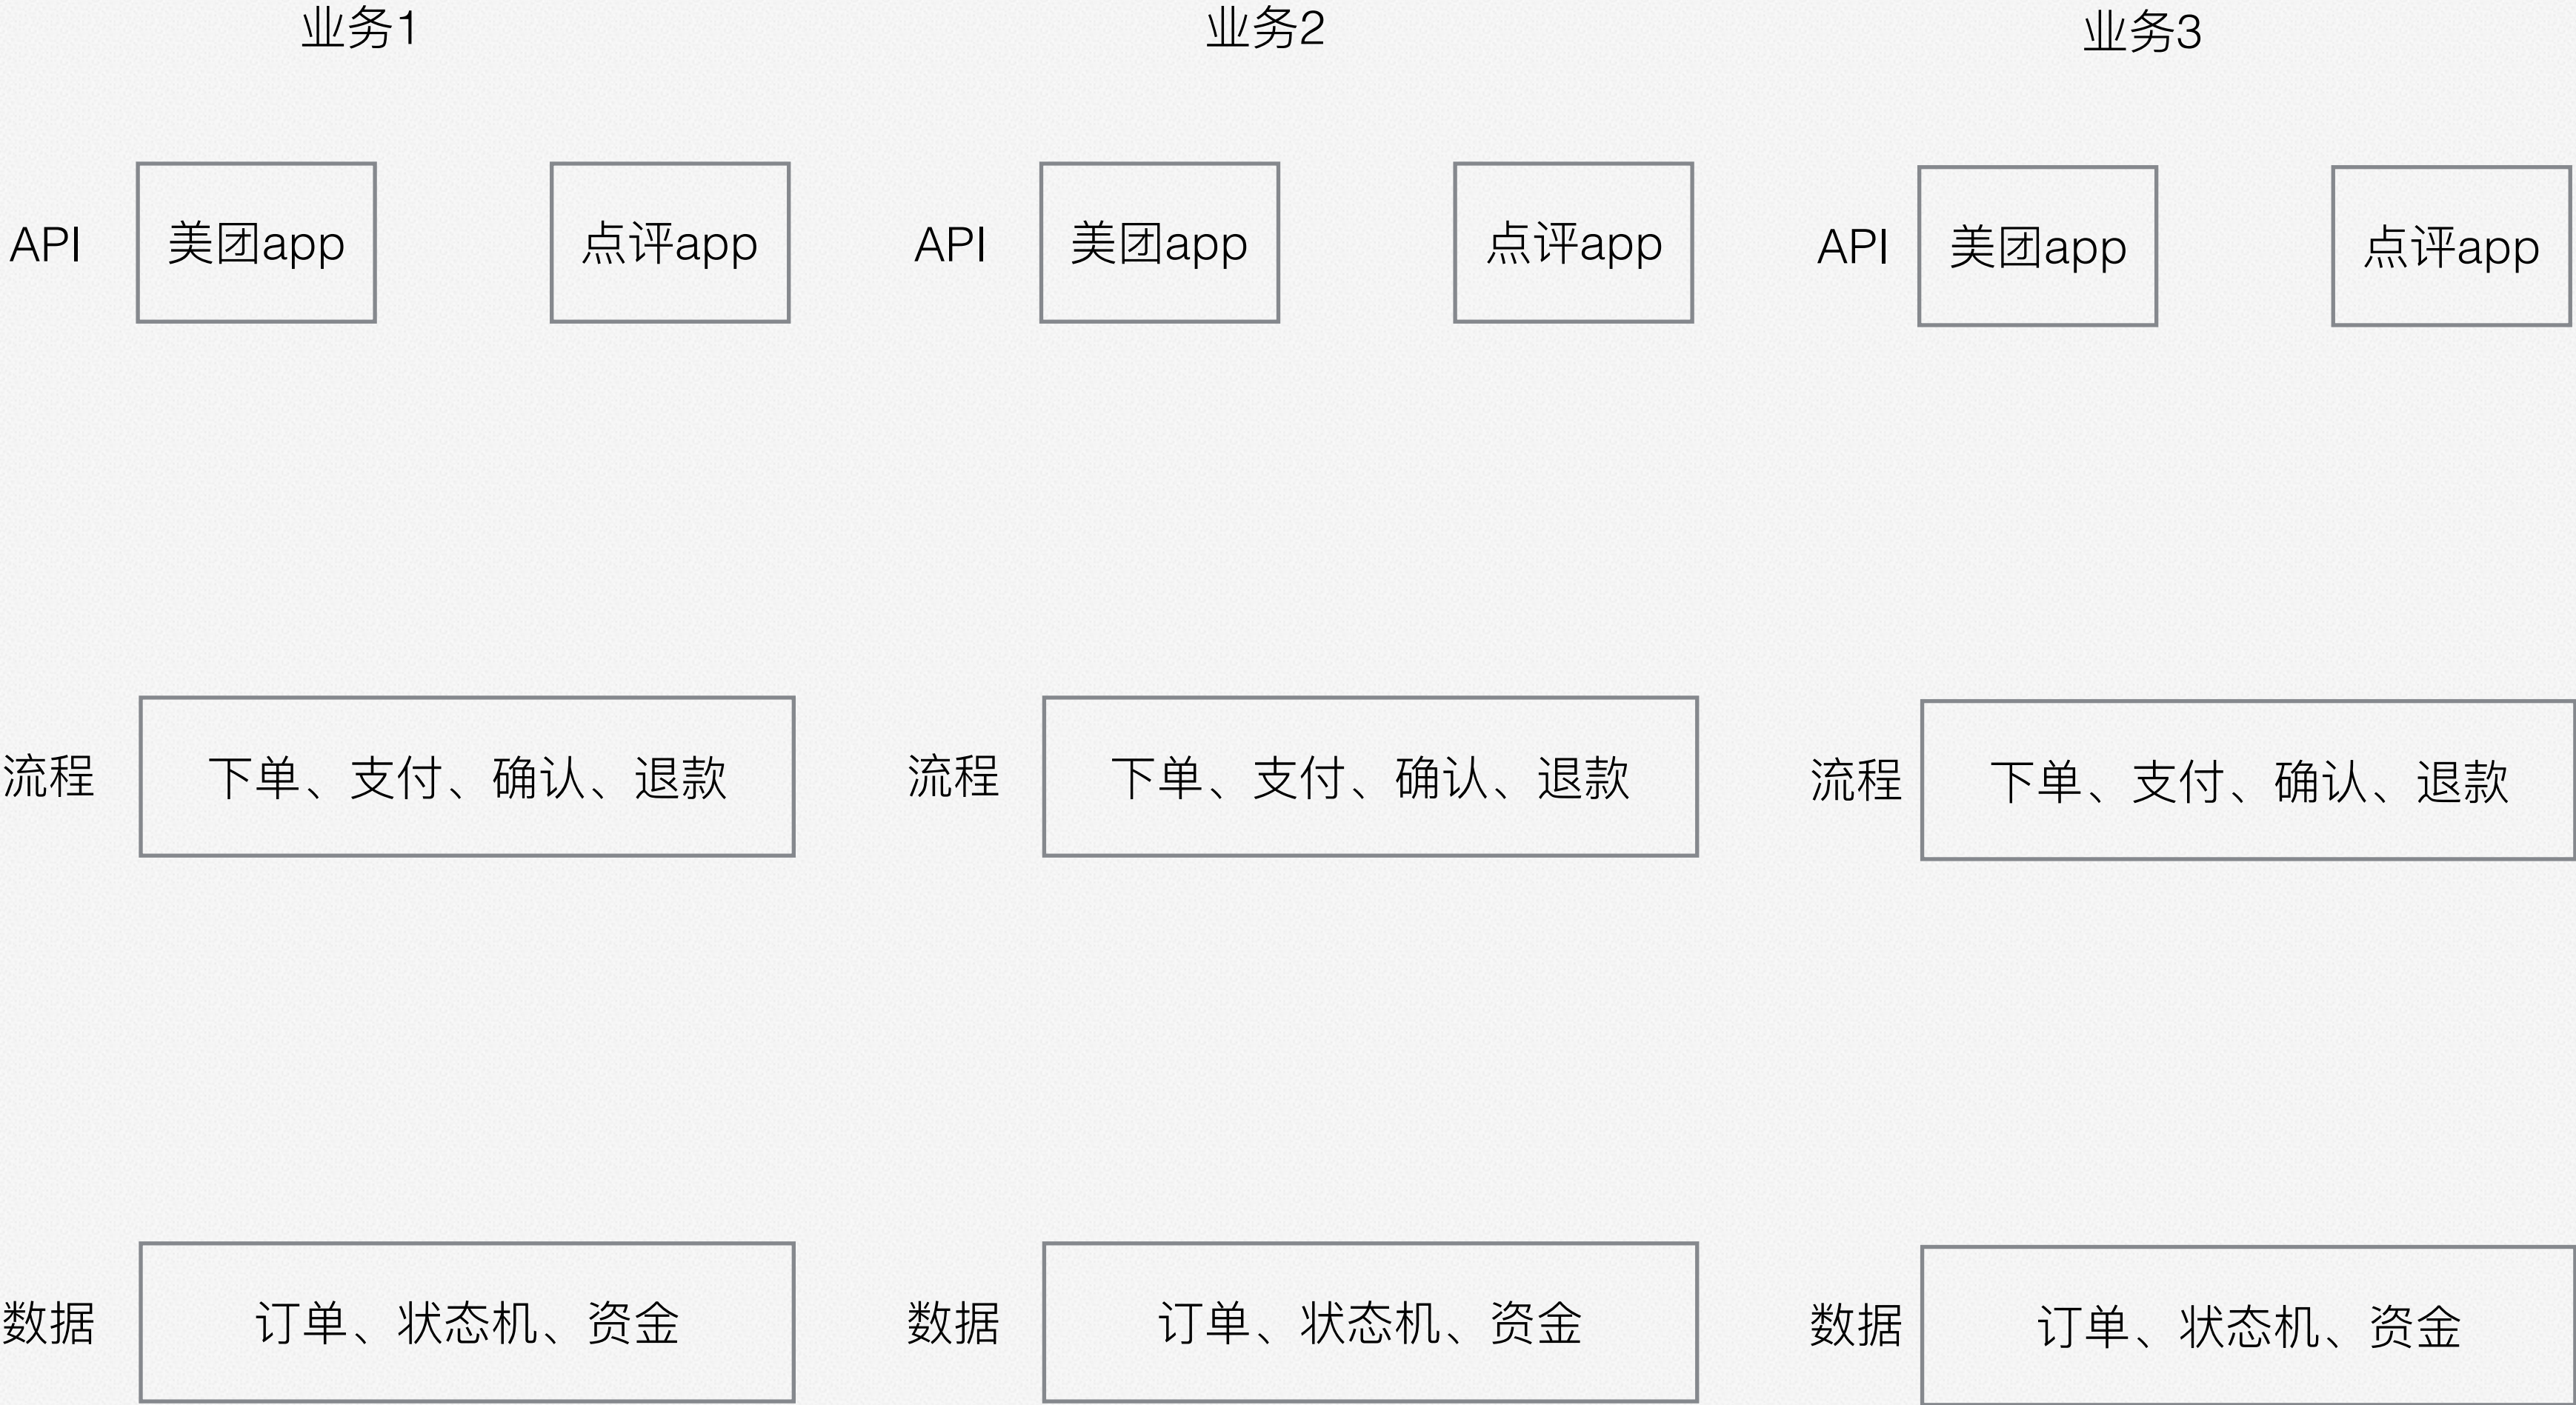 业务1 业务2 业务3
API 美团app 点评app API 美团app 点评app API 美团app 点评app
流程 下单、支付、确认、退款 流程 下单、支付、确认、退款 流程 下单、支付、确认、退款
数据 订单、状态机、资金 数据 订单、状态机、资金 数据 订单、状态机、资金